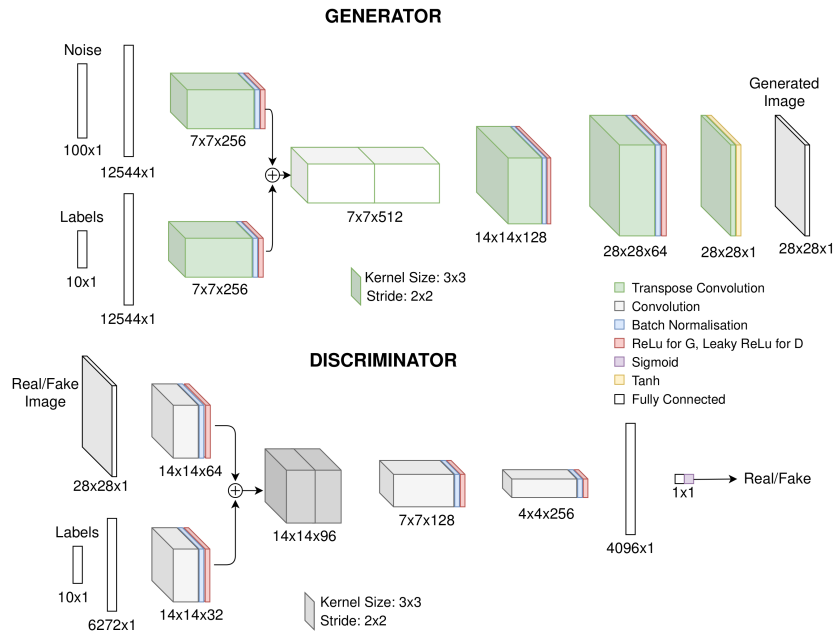 GENERATOR
Noise
100x1
12544x1
7x7x256
Labels
10x1
12544x1
7x7x256
7x7x512
Kernel Size: 3x3
Stride: 2x2
14x14x128
28x28x64
28x28x1
Generated
Image
28x28x1
Transpose Convolution
Convolution
Batch Normalisation
ReLu for G, Leaky ReLu for D
Sigmoid
Tanh
Fully Connected
DISCRIMINATOR
Real/Fake
Image
28x28x1
14x14x64
Labels
10x1
6272x1
14x14x32
14x14x96
Kernel Size: 3x3
Stride: 2x2
7x7x128
4x4x256
4096x1
1x1
Real/Fake